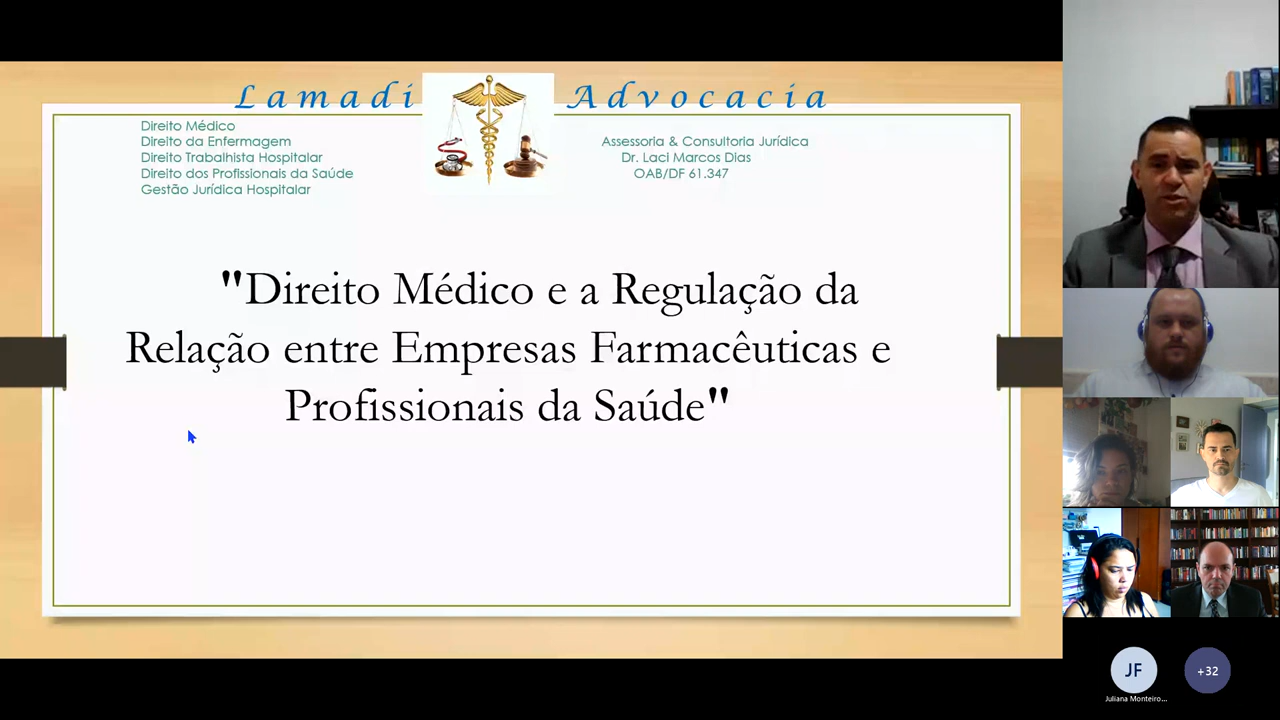 Lamadi Advocacia
Direito Médico
Direito da Enfermagem
Direito Trabalhista Hospitalar
Direito dos Profissionais da Saúde
Gestão Jurídica Hospitalar
Assessoria & Consultoria Jurídica
Dr. Laci Marcos Dias
OAB/DF 61.347
"Direito Médico e a Regulação da
Relação entre Empresas Farmacêuticas e
Profissionais da Saúde"
JF
+32
Juliana Monteiro...